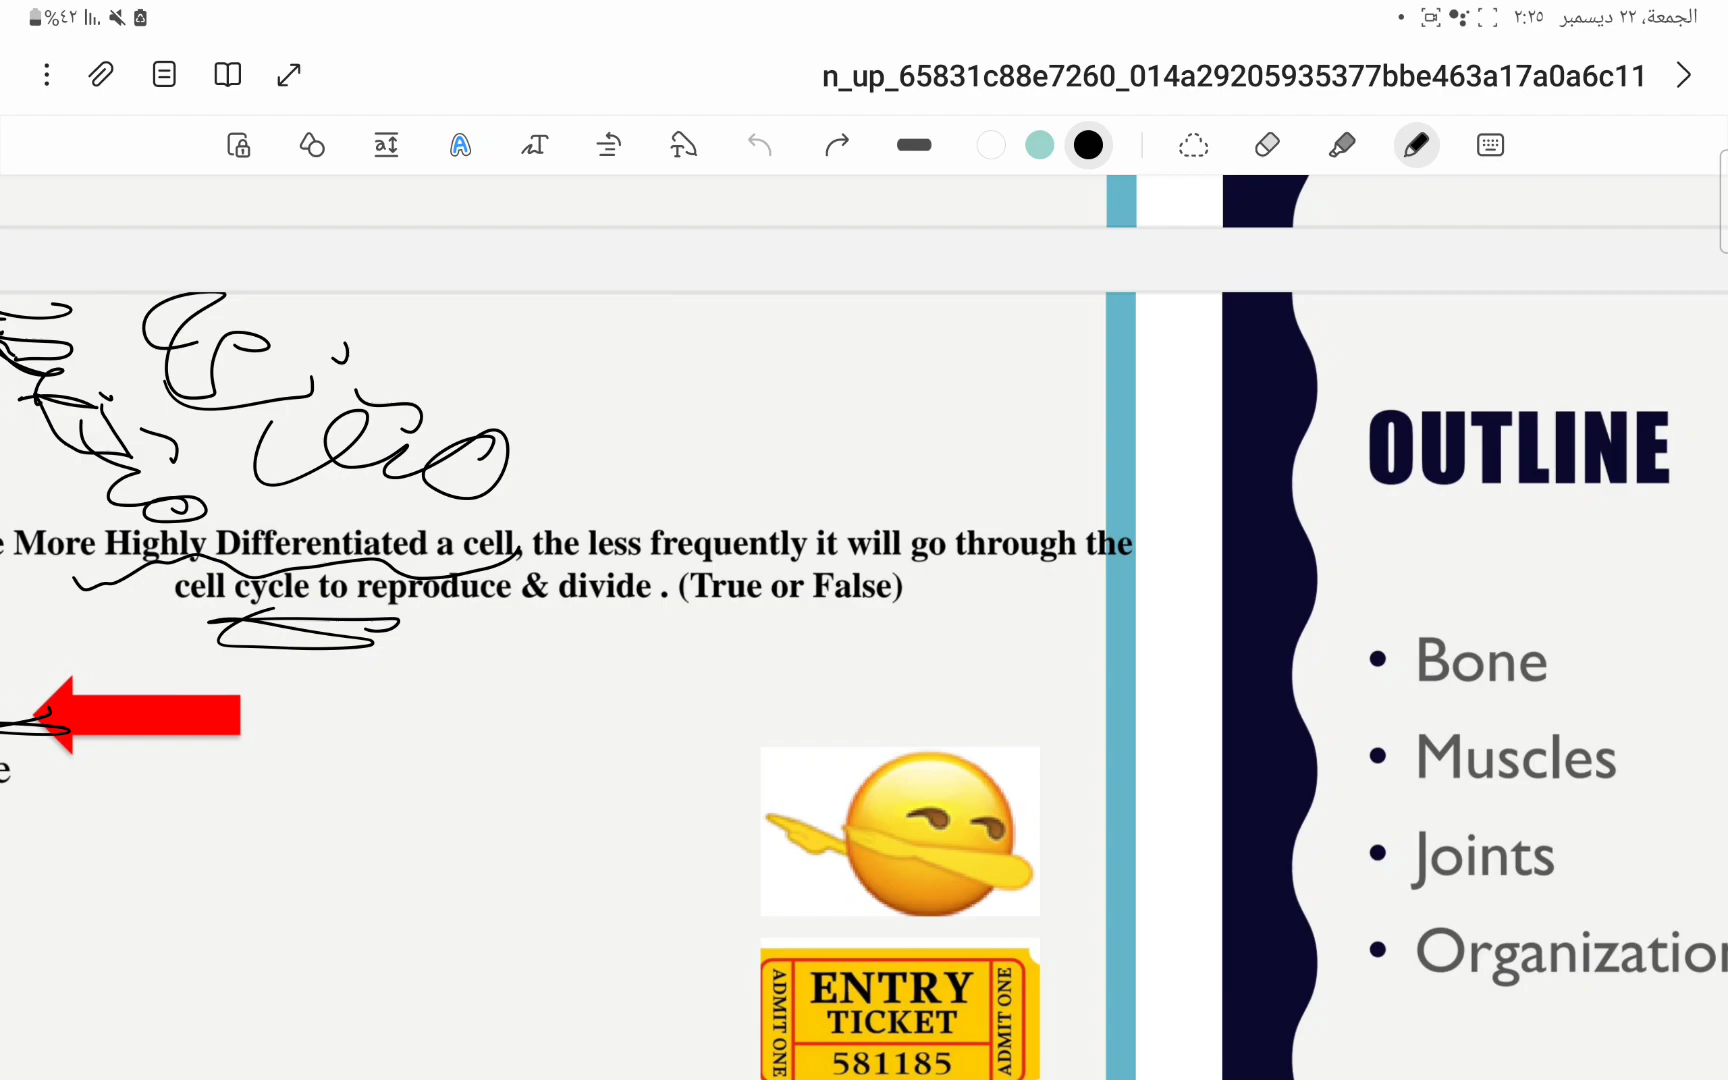 %٤٢
الجمعة، ٢٢ ديسمبر ٢:٢٥
n_up_65831c88e7260_014a29205935377bbe463a17a0a6c11
e More Highly Differentiated a cell, the less frequently it will go through the
cell cycle to reproduce & divide . (True or False)
e
ENTRY
TICKET
581185
ADMIT ONE
ADMIT ONE
OUTLINE
• Bone
• Muscles
• Joints
• Organization